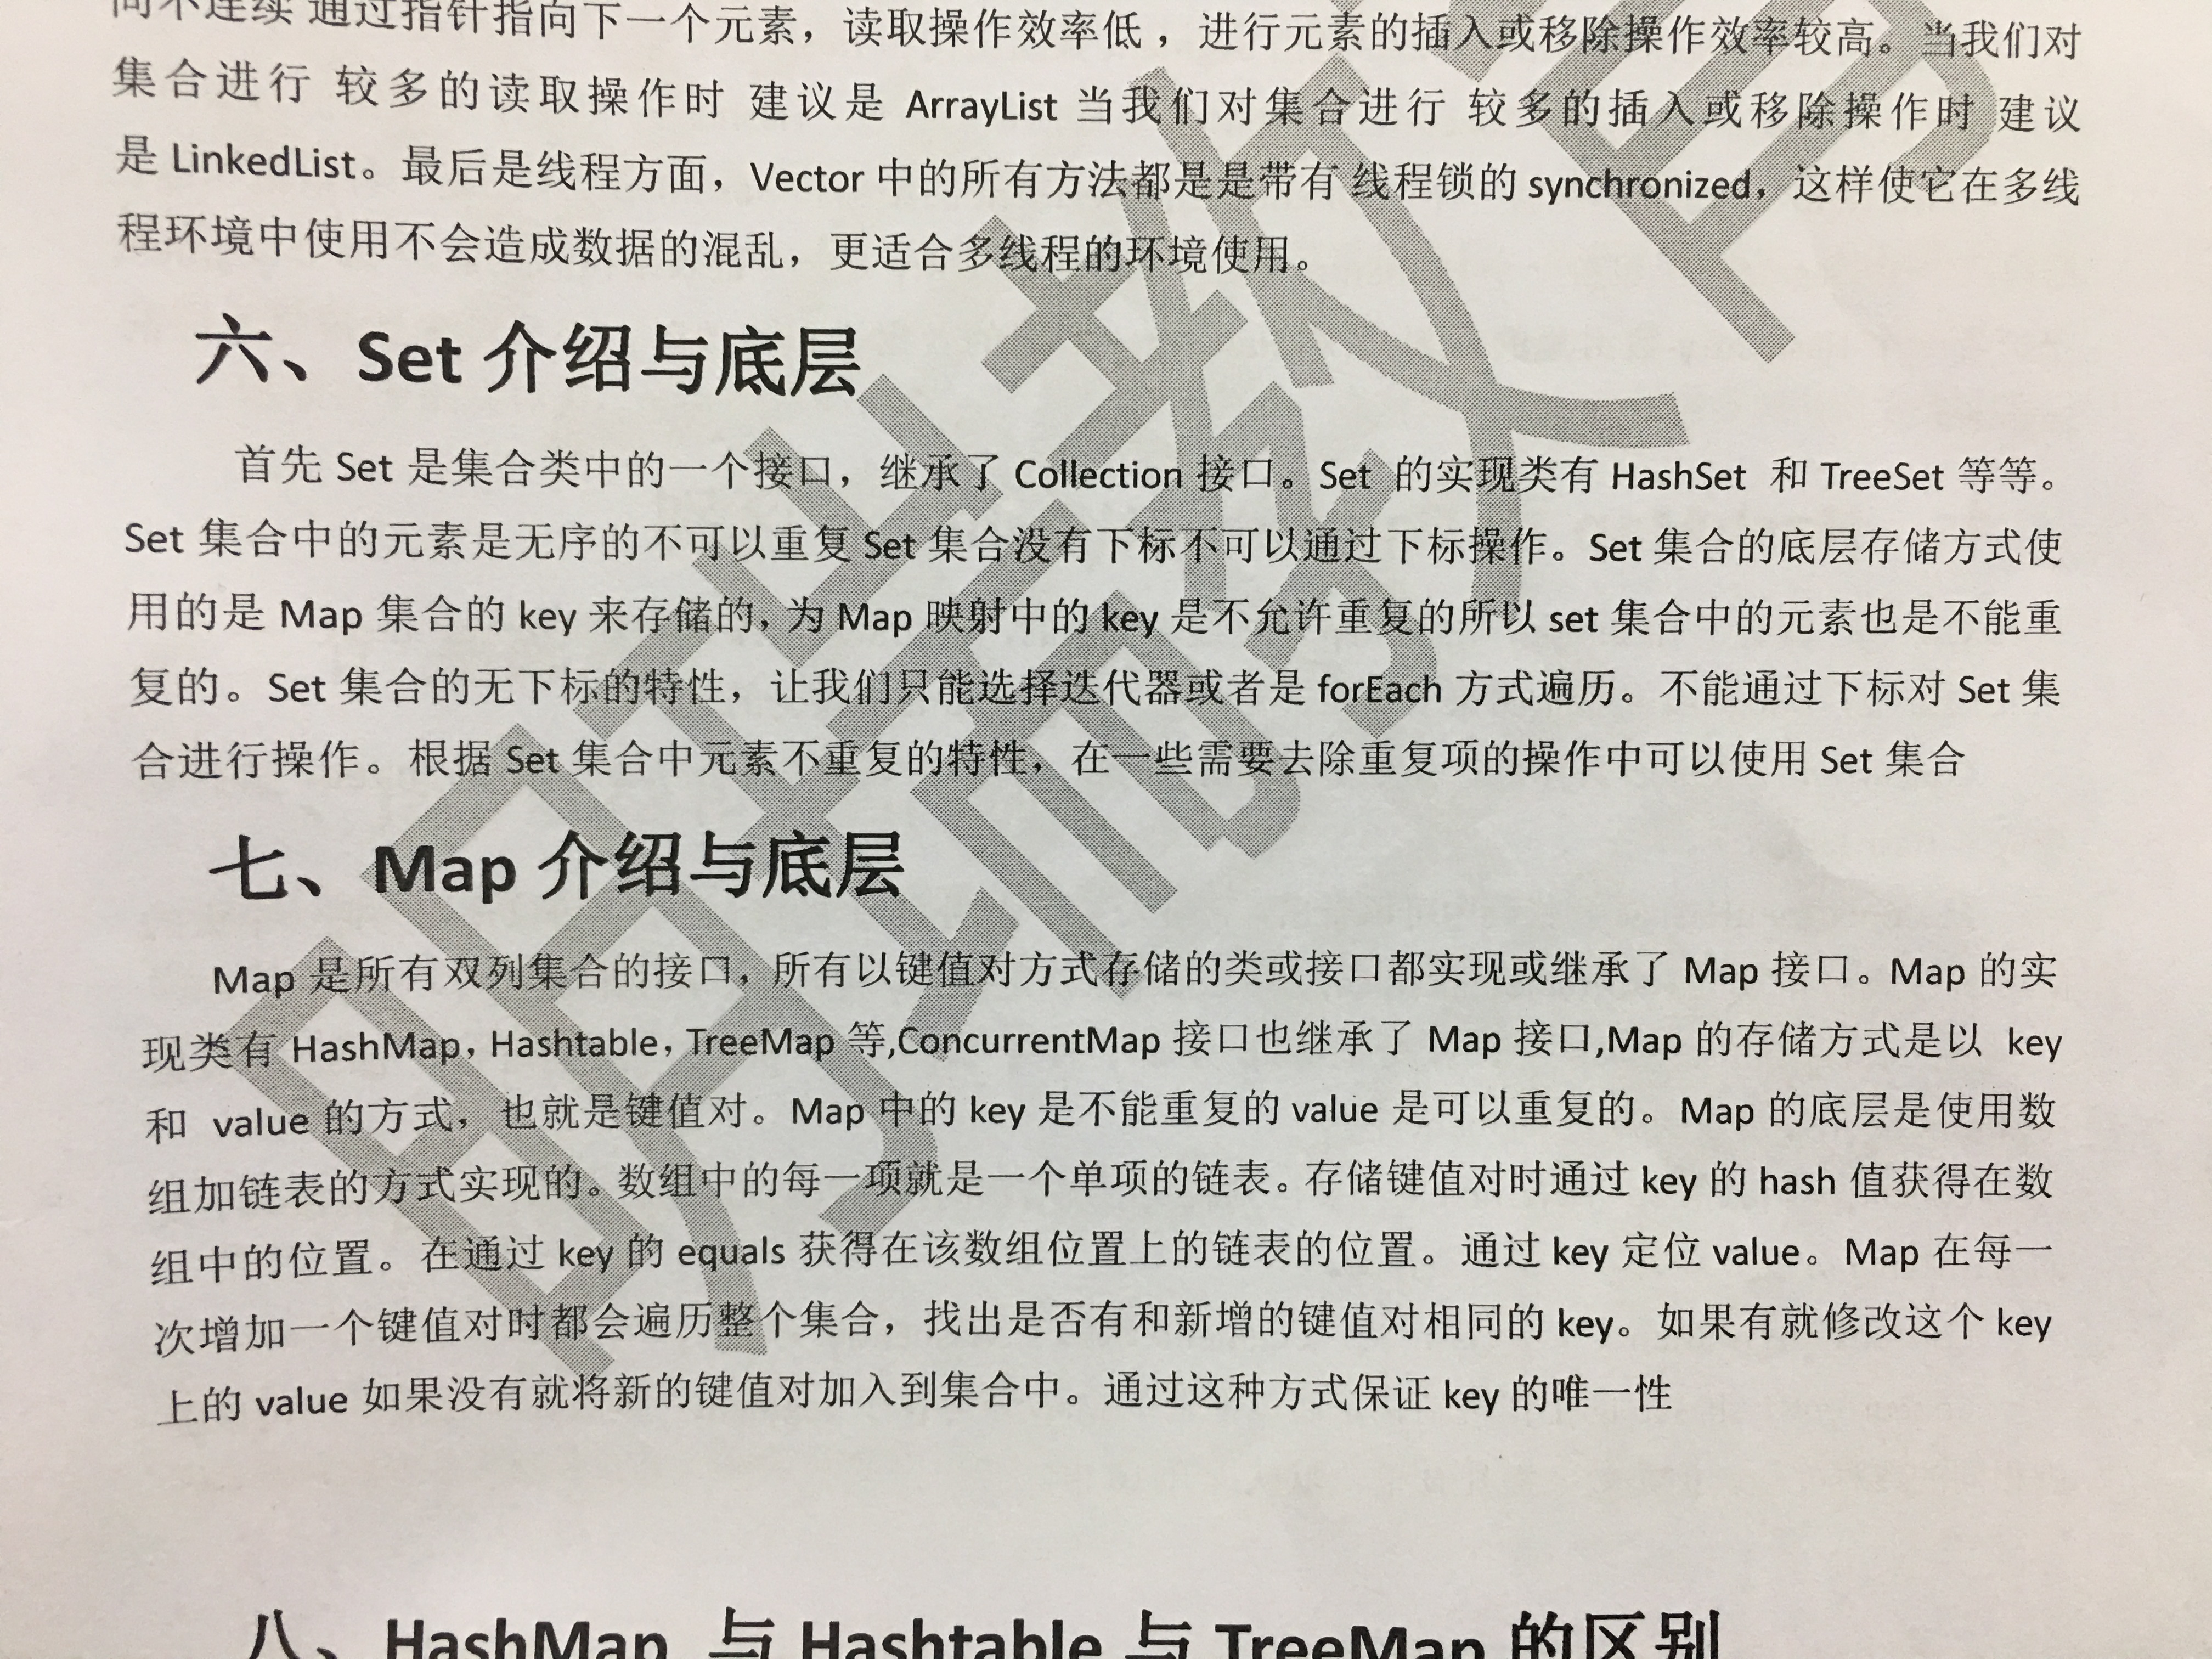 间不连续 通过指针指向下一个元素，读取操作效率低 ，进行元素的插入或移除操作效率较高。当我们对
集合进行 较多的读取操作时 建议是 ArrayList 当我们对集合进行 较多的插入或移除操作时 建议
是 LinkedList。最后是线程方面，Vector 中的所有方法都是是带有 线程锁的 synchronized，这样使它在多线
程环境中使用不会造成数据的混乱，更适合多线程的环境使用。
六、Set 介绍与底层
首先 Set 是集合类中的一个接口，继承了 Collection 接口。Set 的实现类有 HashSet 和 TreeSet 等等。
Set 集合中的元素是无序的不可以重复 Set 集合没有下标不可以通过下标操作。Set 集合的底层存储方式使
用的是 Map 集合的 key 来存储的，为 Map 映射中的 key 是不允许重复的所以 set 集合中的元素也是不能重
复的。Set 集合的无下标的特性，让我们只能选择迭代器或者是 forEach 方式遍历。不能通过下标对 Set 集
合进行操作。根据 Set 集合中元素不重复的特性，在一些需要去除重复项的操作中可以使用 Set 集合
七、Map 介绍与底层
Map 是所有双列集合的接口，所有以键值对方式存储的类或接口都实现或继承了 Map 接口。Map 的实
现类有 HashMap，Hashtable，TreeMap 等,ConcurrentMap 接口也继承了 Map 接口,Map 的存储方式是以 key
和 value 的方式，也就是键值对。Map 中的 key 是不能重复的 value 是可以重复的。Map 的底层是使用数
组加链表的方式实现的。数组中的每一项就是一个单项的链表。存储键值对时通过 key 的 hash 值获得在数
组中的位置。在通过 key 的 equals 获得在该数组位置上的链表的位置。通过 key 定位 value。Map 在每一
次增加一个键值对时都会遍历整个集合，找出是否有和新增的键值对相同的 key。如果有就修改这个 key
上的 value 如果没有就将新的键值对加入到集合中。通过这种方式保证 key 的唯一性
八、HashMap 与 Hashtable 与 TreeMap 的区别